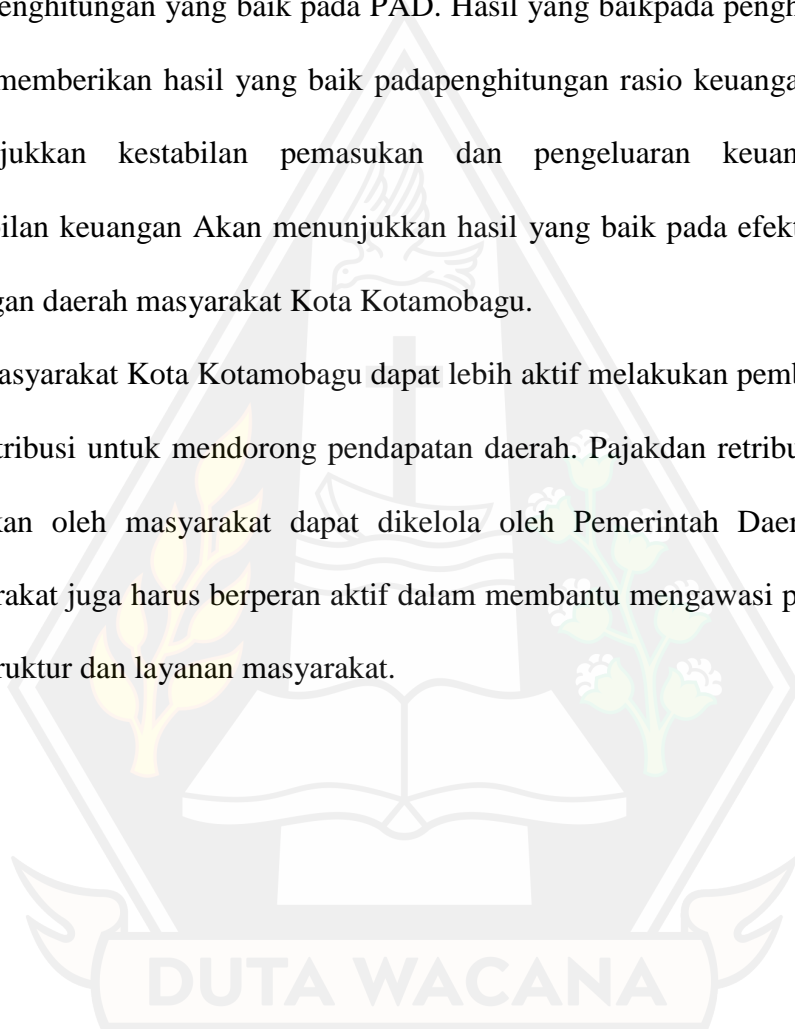 enghitungan yang baik pada PAD. Hasil yang baikpada pengh
memberikan hasil yang baik padapenghitungan rasio keuanga
jukkan kestabilan pemasukan dan pengeluaran keuan
ilan keuangan Akan menunjukkan hasil yang baik pada efekt
gan daerah masyarakat Kota Kotamobagu.
asyarakat Kota Kotamobagu dapat lebih aktif melakukan pemb
tribusi untuk mendorong pendapatan daerah. Pajakdan retribu
kan oleh masyarakat dapat dikelola oleh Pemerintah Daer
rakat juga harus berperan aktif dalam membantu mengawasi p
ruktur dan layanan masyarakat.
DUTA WACANA